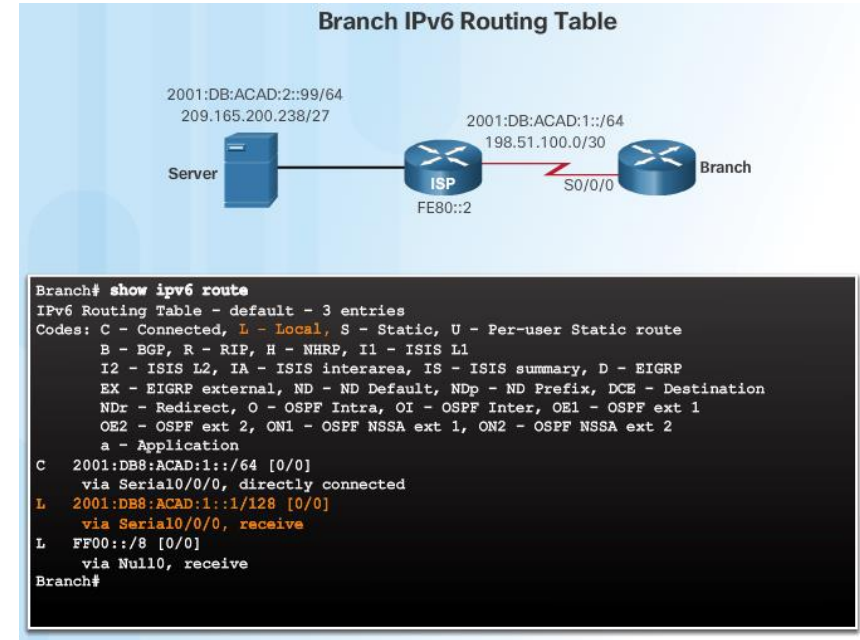 Branch IPv6 Routing Table
2001:DB:ACAD:2::99/64
209.165.200.238/27
2001:DB:ACAD:1::/64
198.51.100.0/30
Server
ISP
S0/0/0
Branch
FE80::2
Branch# show ipv6 route
IPv6 Routing Table - default - 3 entries
Codes: C - Connected, L - Local, S - Static, U - Per-user Static route
B - BGP, R - RIP, H - NHRP, I1 - ISIS L1
I2 - ISIS L2, IA - ISIS interarea, IS - ISIS summary, D - EIGRP
EX - EIGRP external, ND - ND Default, NDp - ND Prefix, DCE - Destination
NDr - Redirect, O - OSPF Intra, OI - OSPF Inter, OE1 - OSPF ext 1
OE2 - OSPF ext 2, ON1 - OSPF NSSA ext 1, ON2 - OSPF NSSA ext 2
a - Application
C 2001:DB8:ACAD:1::/64 [0/0]
via Serial0/0/0, directly connected
L 2001:DB8:ACAD:1::1/128 [0/0]
via Serial0/0/0, receive
L FF00::/8 [0/0]
via Null0, receive
Branch#